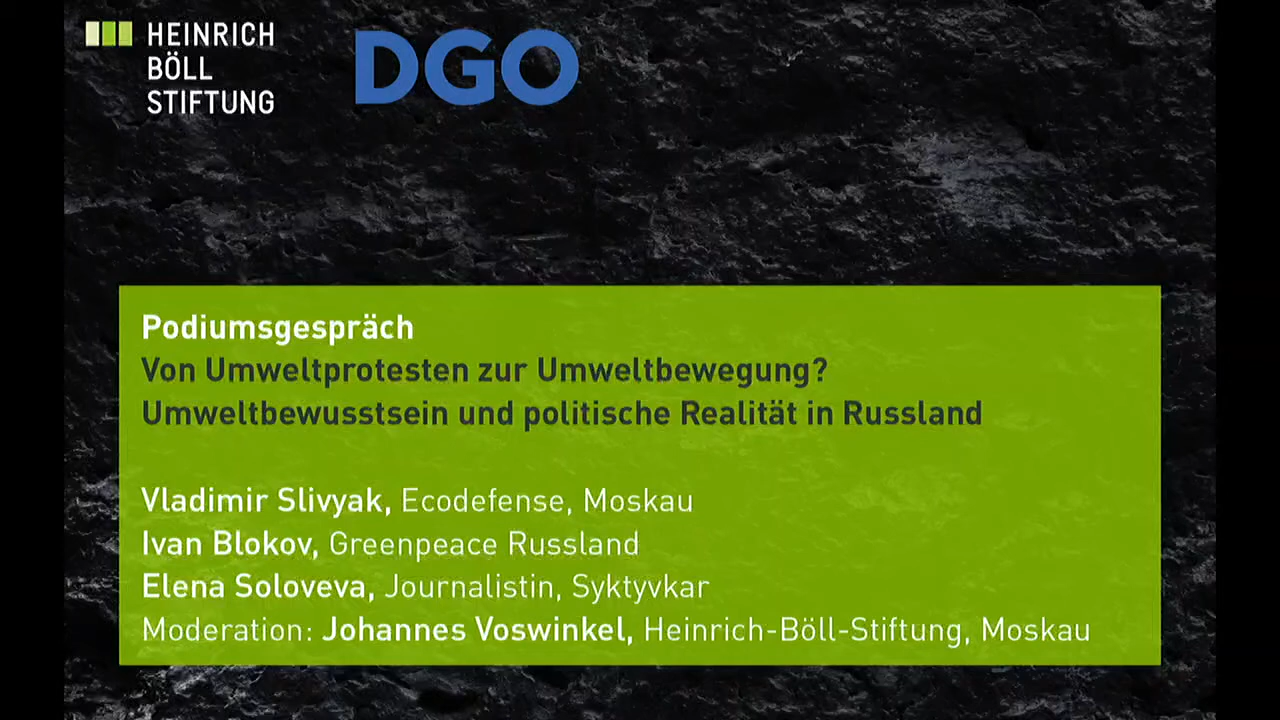 HEINRICH
BÖLL
STIFTUNG
DGO
Podiumsgespräch
Von Umweltprotesten zur Umweltbewegung?
Umweltbewusstsein und politische Realität in Russland
Vladimir Slivyak, Ecodefense, Moskau
Ivan Blokov, Greenpeace Russland
Elena Soloveva, Journalistin, Syktyvkar
Moderation: Johannes Voswinkel, Heinrich-Böll-Stiftung, Moskau